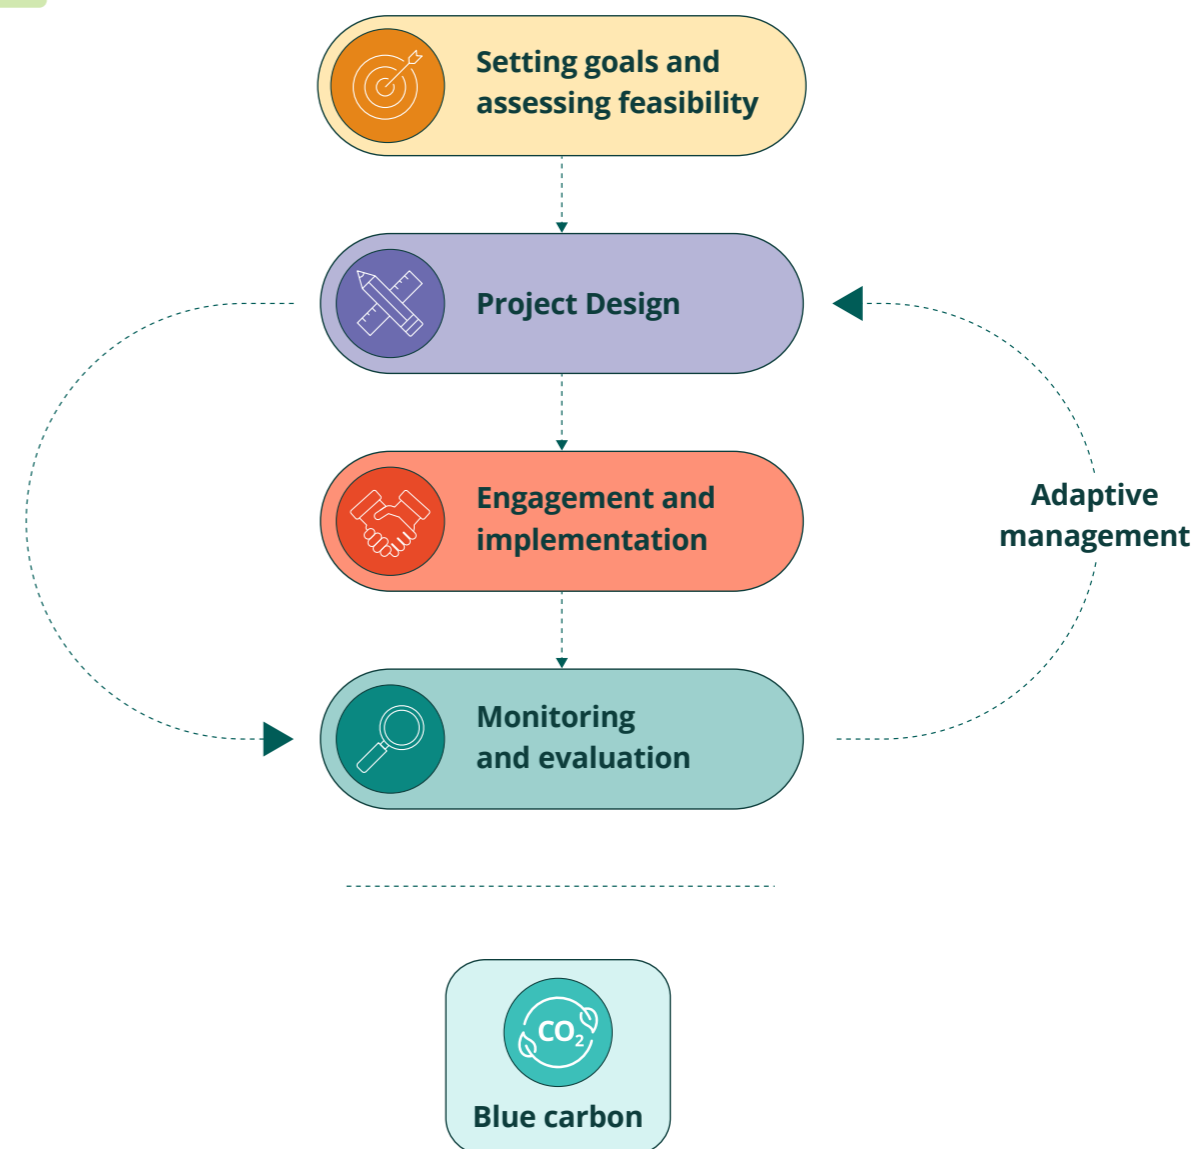 Setting goals and
assessing feasibility
Project Design
Engagement and
implementation
Adaptive
management
Monitoring
and evaluation
CO₂
Blue carbon